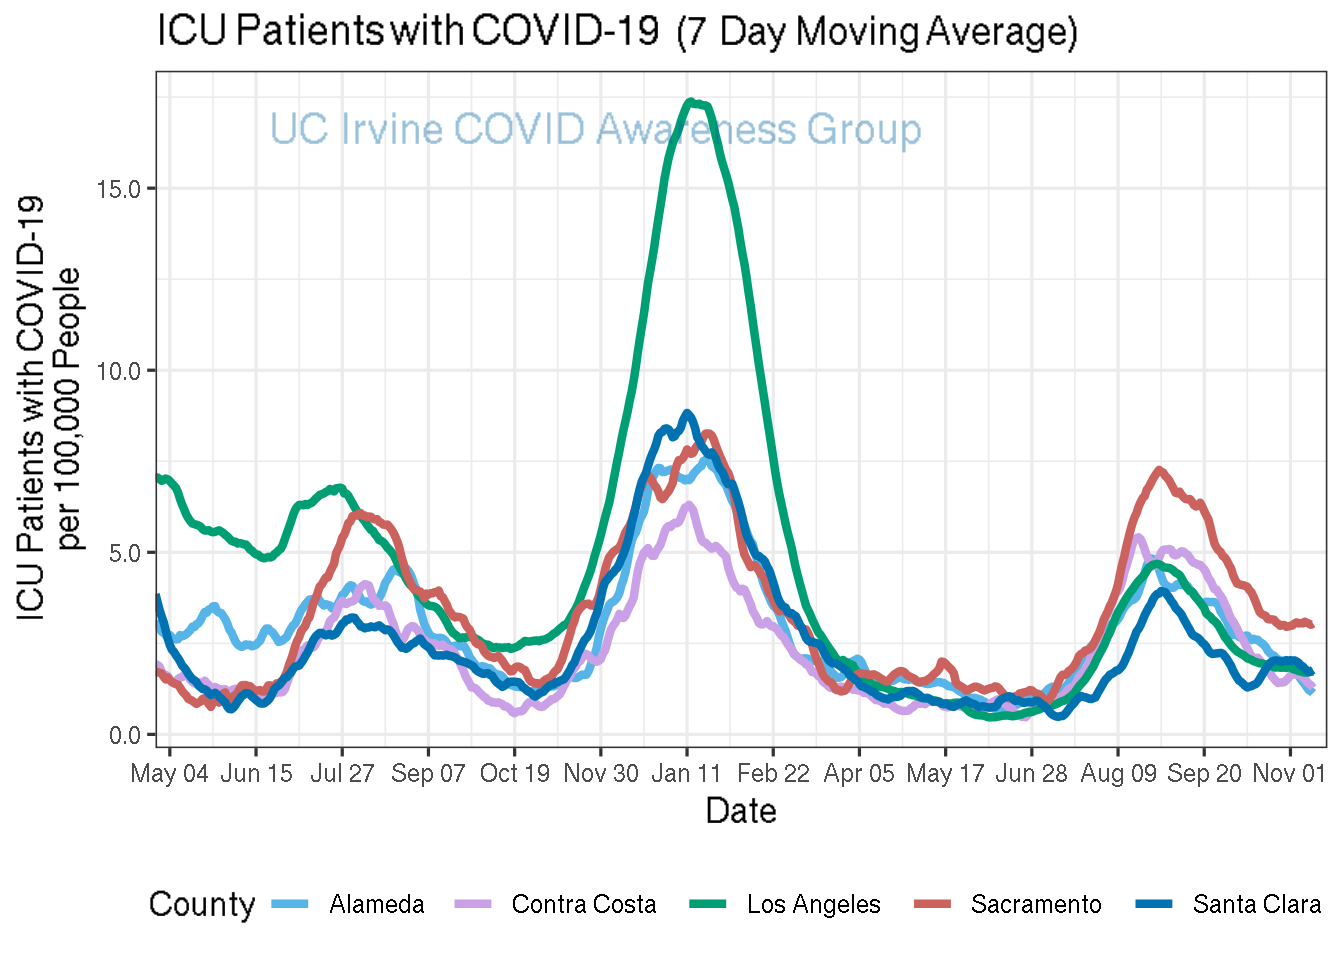 ICU Patients with COVID-19 (7 Day Moving Average)
UC Irvine COVID Awareness Group
ICU Patients with COVID-19
per 100,000 People
15.0
10.0
5.0
0.0
May 04 Jun 15 Jul 27 Sep 07 Oct 19 Nov 30 Jan 11 Feb 22 Apr 05 May 17 Jun 28 Aug 09 Sep 20 Nov 01
Date
County Alameda Contra Costa Los Angeles Sacramento Santa Clara